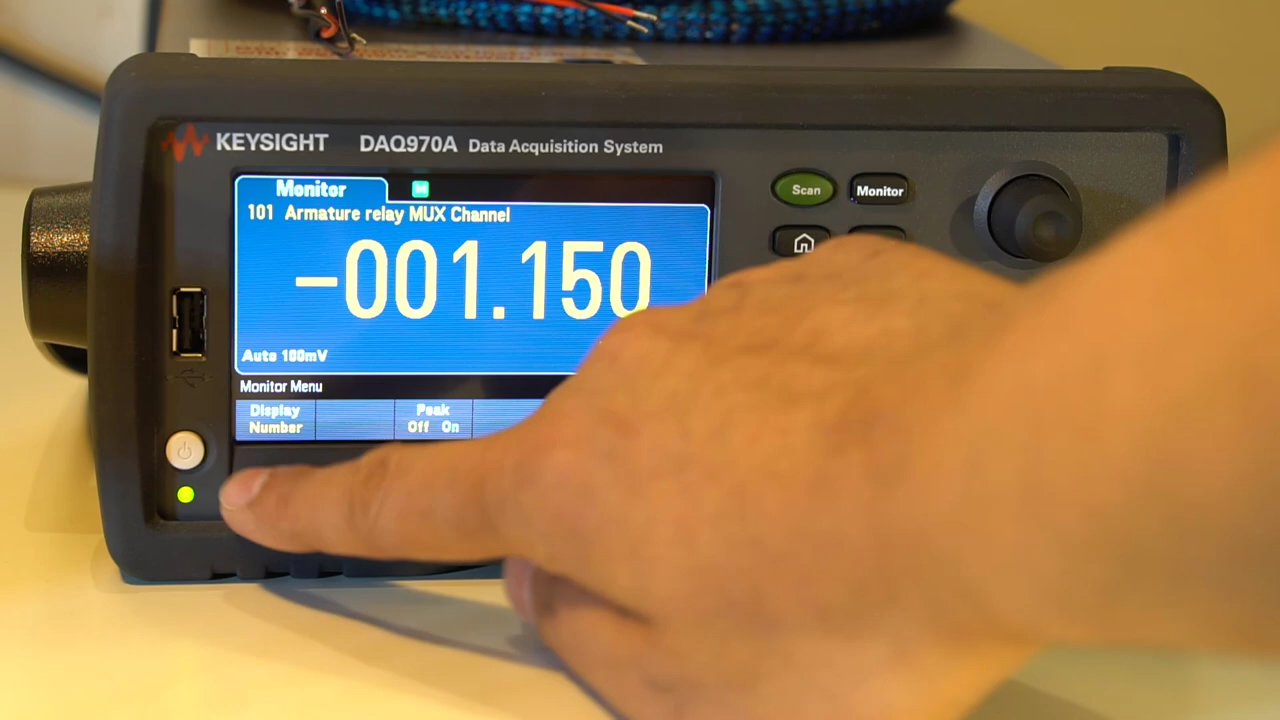 KEYSIGHT DAQ970A Data Acquisition System
Monitor M
101 Armature relay MUX Channel
-001.150
Auto 100mV
Monitor Menu
Display Number
Peak
Off On
Scan
Monitor